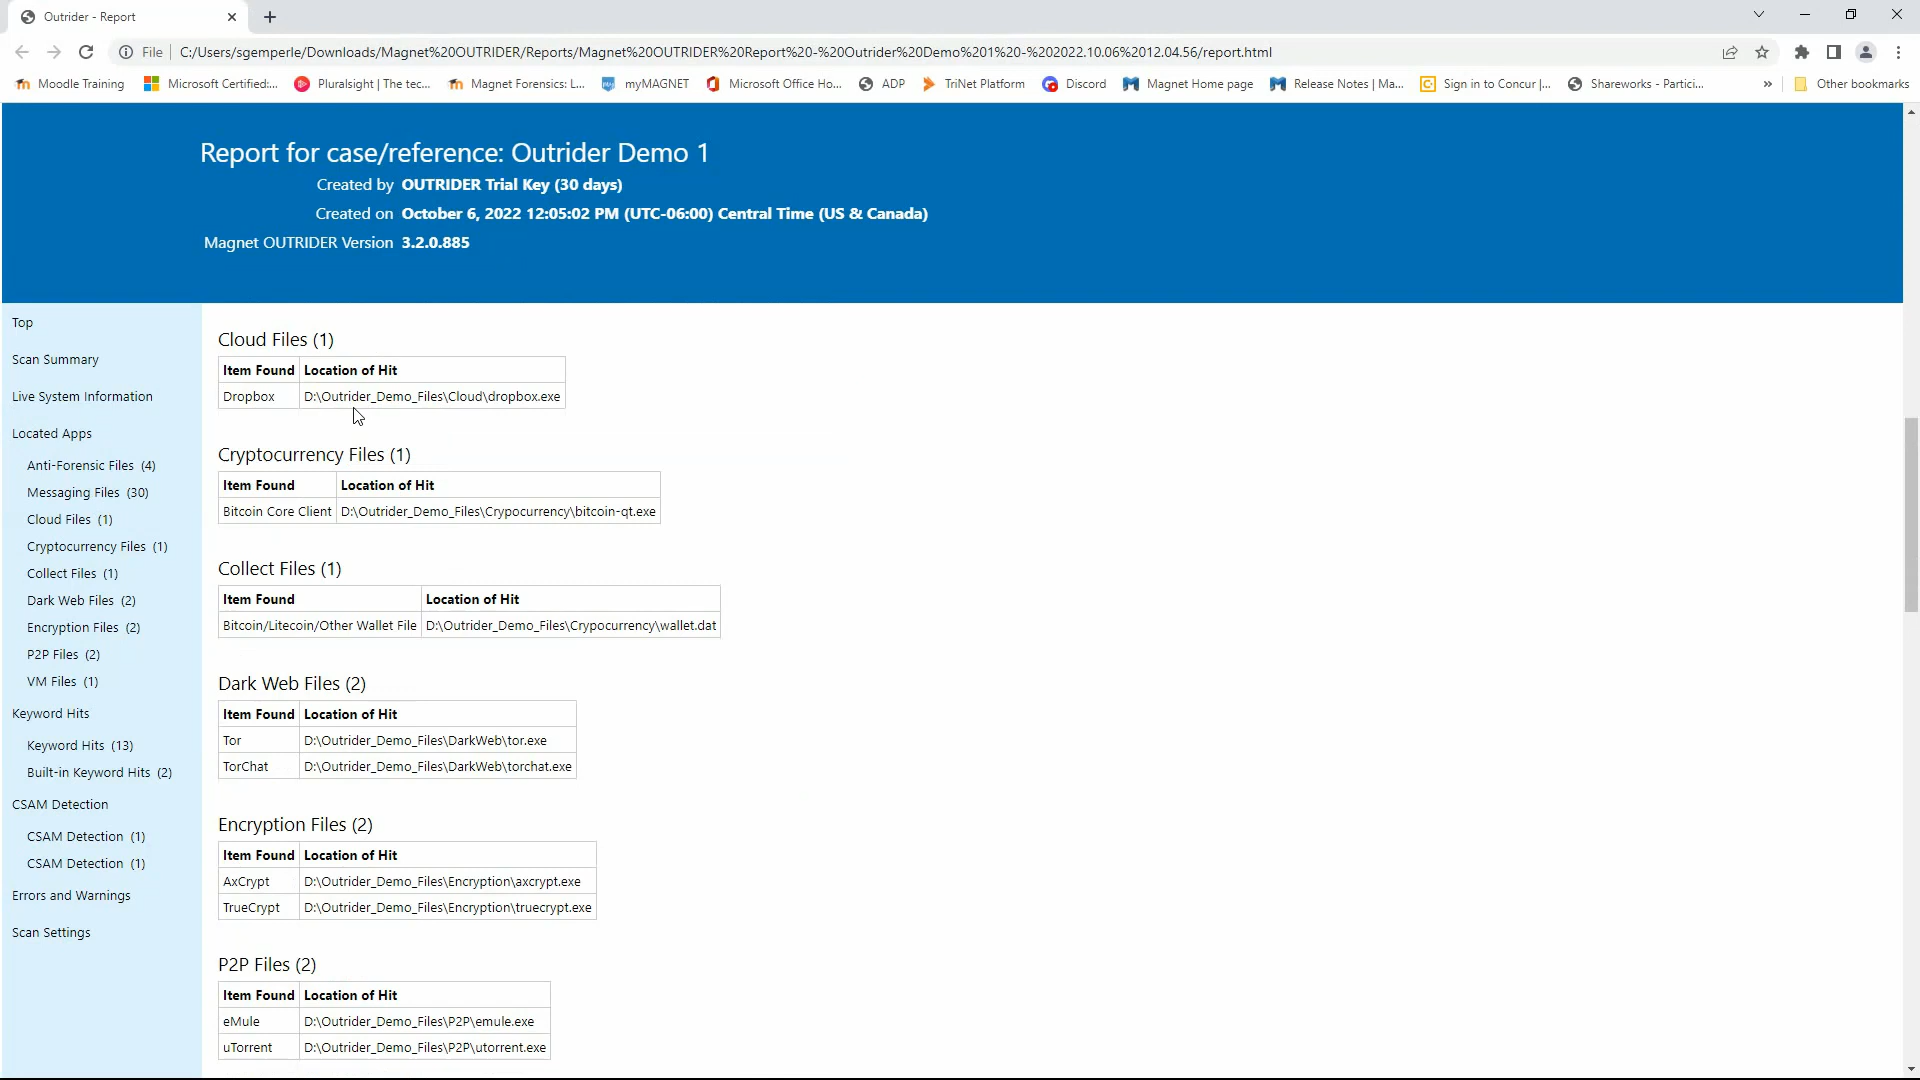 Outrider - Report
File C:/Users/sgemperle/Downloads/Magnet%20OUTRIDER/Reports/Magnet%20OUTRIDER%20Report%20-%20Outrider%20Demo%201%20-%202022.10.06%2012.04.56/report.html
Moodle Training Microsoft Certified:... Pluralsight | The tec... Magnet Forensics: L... myMAGNET Microsoft Office Ho... ADP TriNet Platform Discord Magnet Home page Release Notes | Ma... Sign in to Concur |... Shareworks - Partici... » Other bookmarks
Report for case/reference: Outrider Demo 1
Created by OUTRIDER Trial Key (30 days)
Created on October 6, 2022 12:05:02 PM (UTC-06:00) Central Time (US & Canada)
Magnet OUTRIDER Version 3.2.0.885
Top
Scan Summary
Live System Information
Located Apps
Anti-Forensic Files (4)
Messaging Files (30)
Cloud Files (1)
Cryptocurrency Files (1)
Collect Files (1)
Dark Web Files (2)
Encryption Files (2)
P2P Files (2)
VM Files (1)
Keyword Hits
Keyword Hits (13)
Built-in Keyword Hits (2)
CSAM Detection
CSAM Detection (1)
CSAM Detection (1)
Errors and Warnings
Scan Settings
Cloud Files (1)
Item Found Location of Hit
Dropbox D:\Outrider_Demo_Files\Cloud\dropbox.exe
Cryptocurrency Files (1)
Item Found Location of Hit
Bitcoin Core Client D:\Outrider_Demo_Files\Crypocurrency\bitcoin-qt.exe
Collect Files (1)
Item Found Location of Hit
Bitcoin/Litecoin/Other Wallet File D:\Outrider_Demo_Files\Crypocurrency\wallet.dat
Dark Web Files (2)
Item Found Location of Hit
Tor D:\Outrider_Demo_Files\DarkWeb\tor.exe
TorChat D:\Outrider_Demo_Files\DarkWeb\torchat.exe
Encryption Files (2)
Item Found Location of Hit
AxCrypt D:\Outrider_Demo_Files\Encryption\axcrypt.exe
TrueCrypt D:\Outrider_Demo_Files\Encryption\truecrypt.exe
P2P Files (2)
Item Found Location of Hit
eMule D:\Outrider_Demo_Files\P2P\emule.exe
uTorrent D:\Outrider_Demo_Files\P2P\utorrent.exe